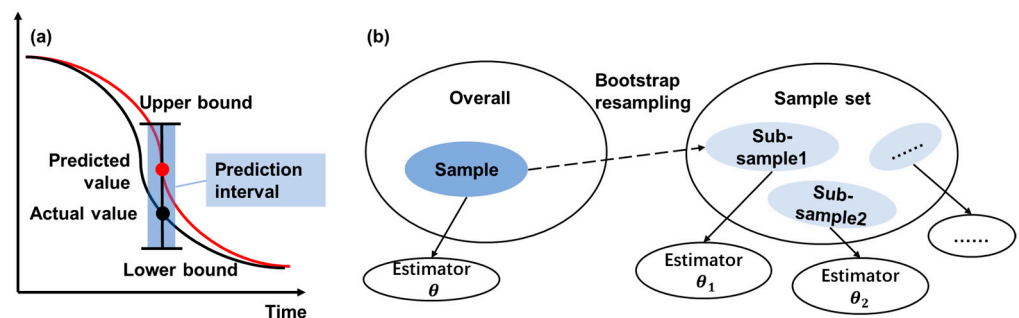 (a)
Upper bound
Predicted
value
Prediction
interval
Actual value
Lower bound
Time
(b)
Overall
Sample
Estimator
θ
Bootstrap
resampling
Sample set
Sub-
sample1
......
Sub-
sample2
Estimator
θ₁
Estimator
θ₂
......